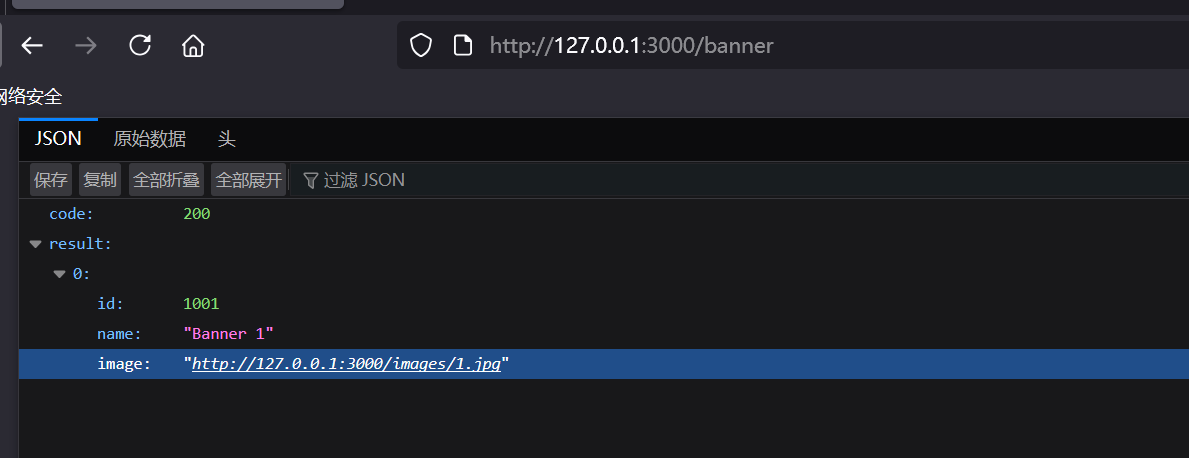 http://127.0.0.1:3000/banner
网络安全
JSON 原始数据 头
保存 复制 全部折叠 全部展开 过滤 JSON
code: 200
result:
0:
id: 1001
name: "Banner 1"
image: "http://127.0.0.1:3000/images/1.jpg"